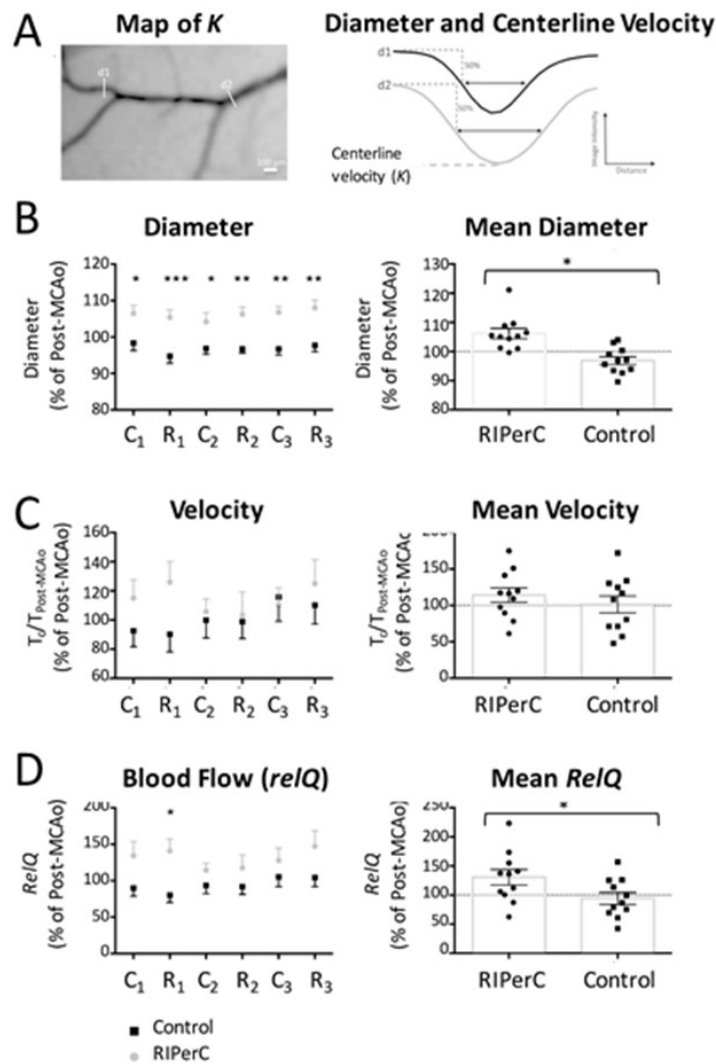 A
Map of K
Diameter and Centerline Velocity
d1
d2
100 µm
d1
50%
d2
50%
Centerline
velocity (K)
Image Intensity
Distance
B
Diameter
Mean Diameter
Diameter
(% of Post-MCAo)
120
110
100
90
80
* *** * ** ** **
C1 R1 C2 R2 C3 R3
Diameter
(% of Post-MCAo)
130
120
110
100
90
80
*
RIPerC Control
C
Velocity
Mean Velocity
Tc/TPost-MCAo
(% of Post-MCAo)
160
140
120
100
80
60
C1 R1 C2 R2 C3 R3
Tc/TPost-MCAo
(% of Post-MCAc
200
150
100
50
0
RIPerC Control
D
Blood Flow (relQ)
Mean RelQ
RelQ
(% of Post-MCAo)
200
150
100
50
0
*
C1 R1 C2 R2 C3 R3
RelQ
(% of Post-MCAo)
250
200
150
100
50
0
*
RIPerC Control
Control
RIPerC